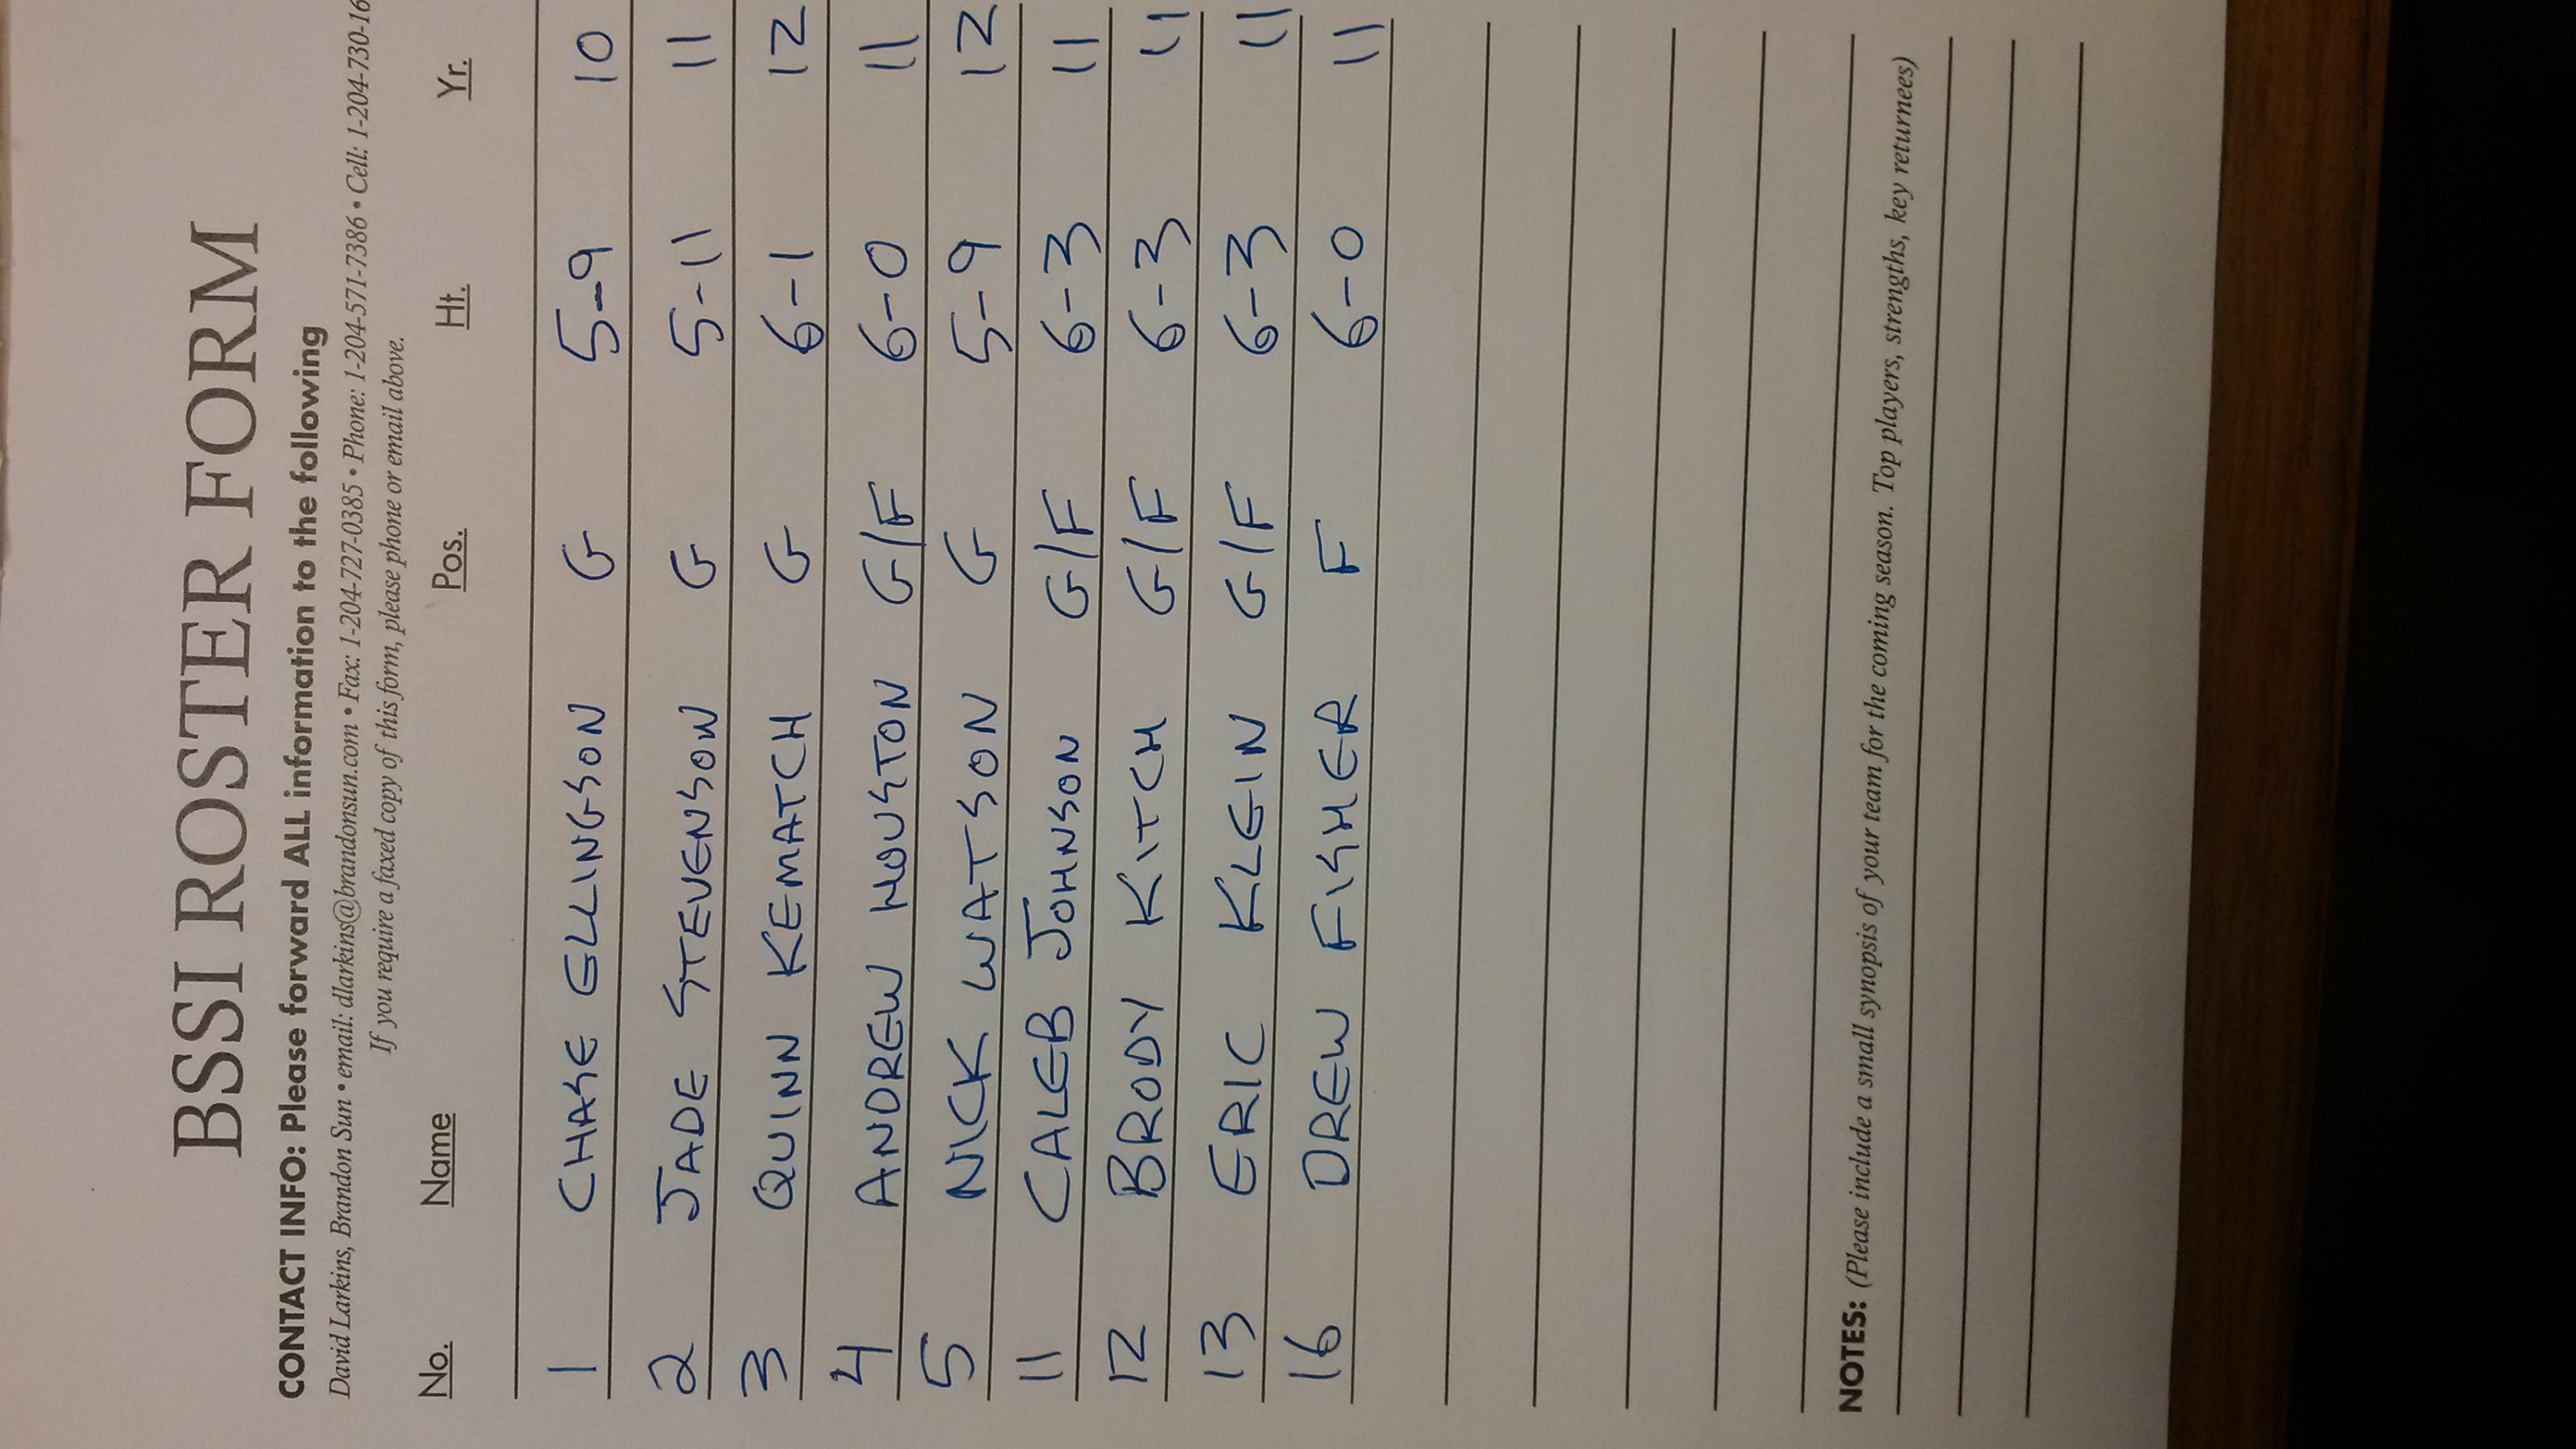 BSSI ROSTER FORM
CONTACT INFO: Please forward ALL information to the following
David Larkins, Brandon Sun • email: dlarkins@brandonsun.com • Fax: 1-204-727-0385 • Phone: 1-204-571-7386 • Cell: 1-204-730-16
If you require a faxed copy of this form, please phone or email above.
No. Name Pos. Ht. Yr.
1 CHASE ELLINGSON G 5-9 10
2 JADE STEVENSON G 5-11 11
3 QUINN KEMATCH G 6-1 12
4 ANDREW HOUSTON G/F 6-0 11
5 NICK WATSON G 5-9 12
11 CALEB JOHNSON G/F 6-3 11
12 BRODY KITCH G/F 6-3 11
13 ERIC KLEIN G/F 6-3 11
16 DREW FISHER F 6-0 11
NOTES: (Please include a small synopsis of your team for the coming season. Top players, strengths, key returnees)